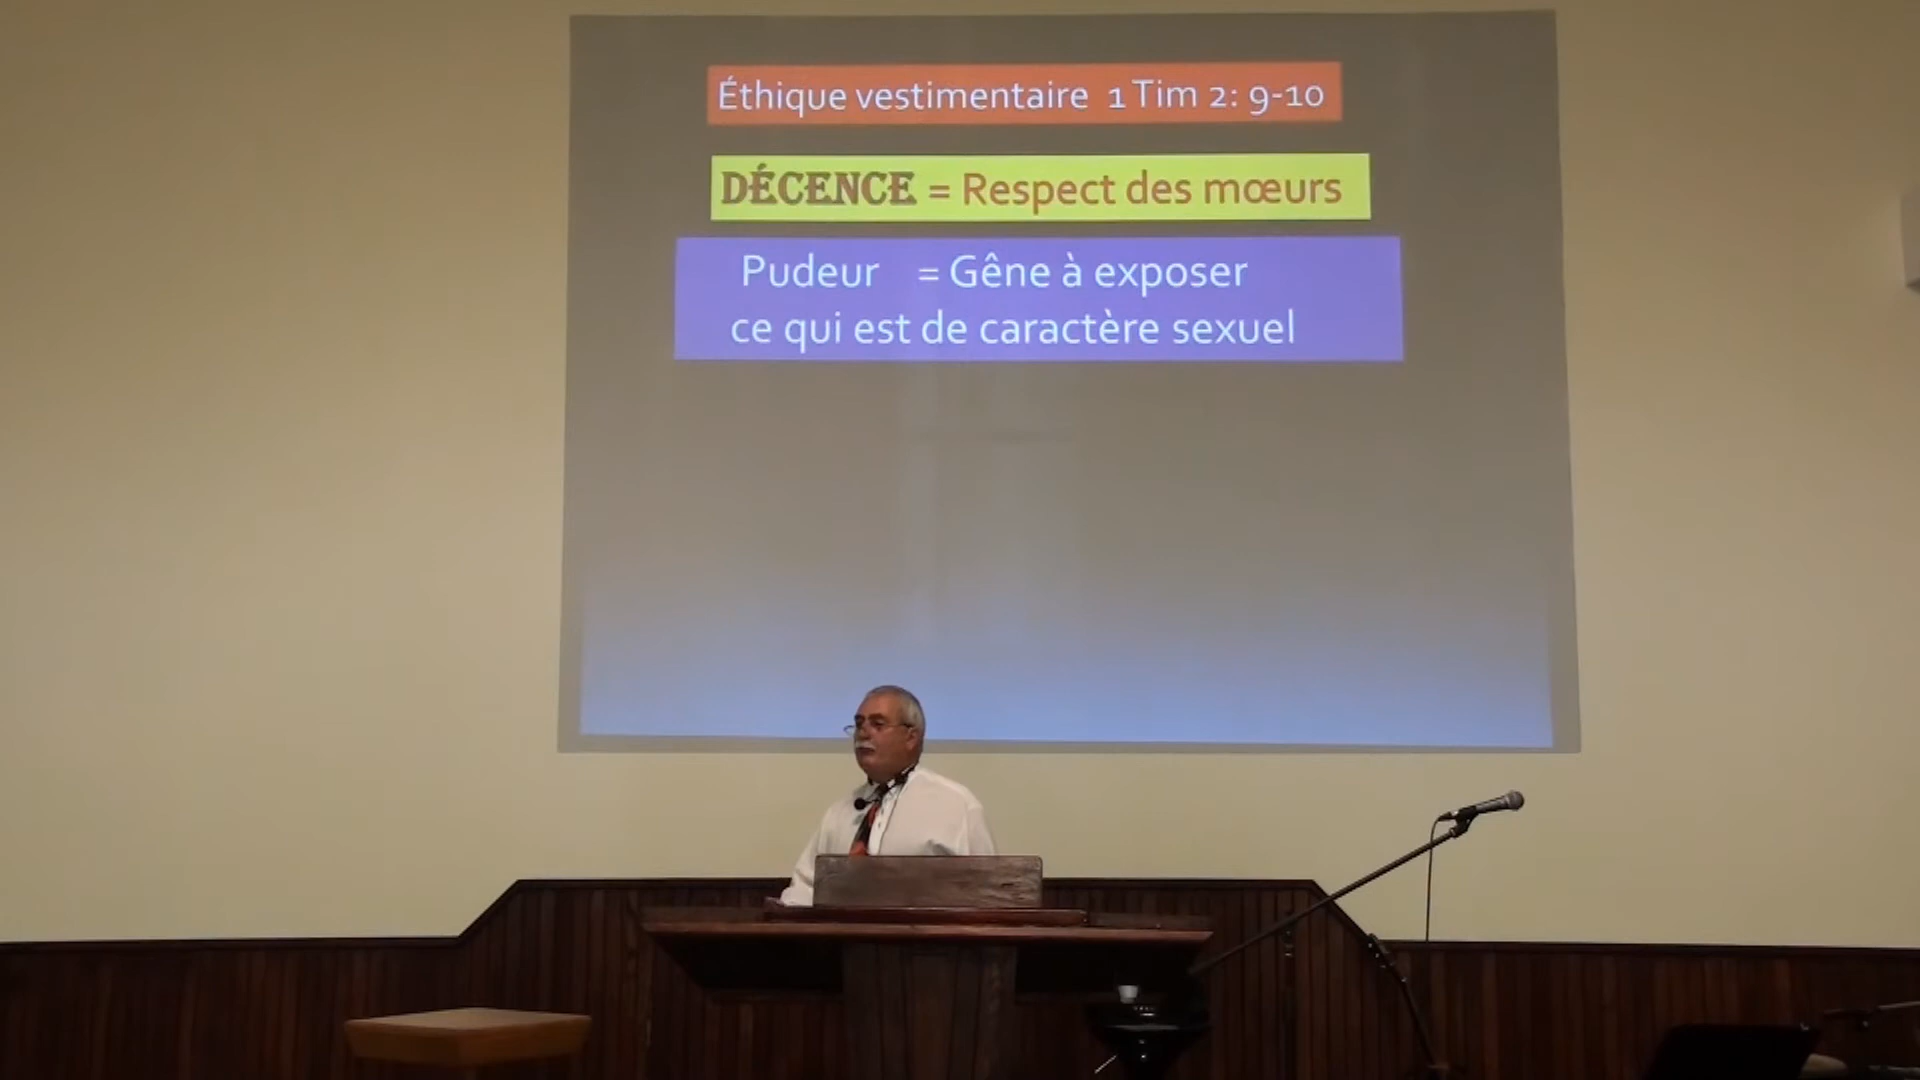 Éthique vestimentaire 1 Tim 2: 9-10
DÉCENCE = Respect des mœurs
Pudeur = Gêne à exposer
ce qui est de caractère sexuel